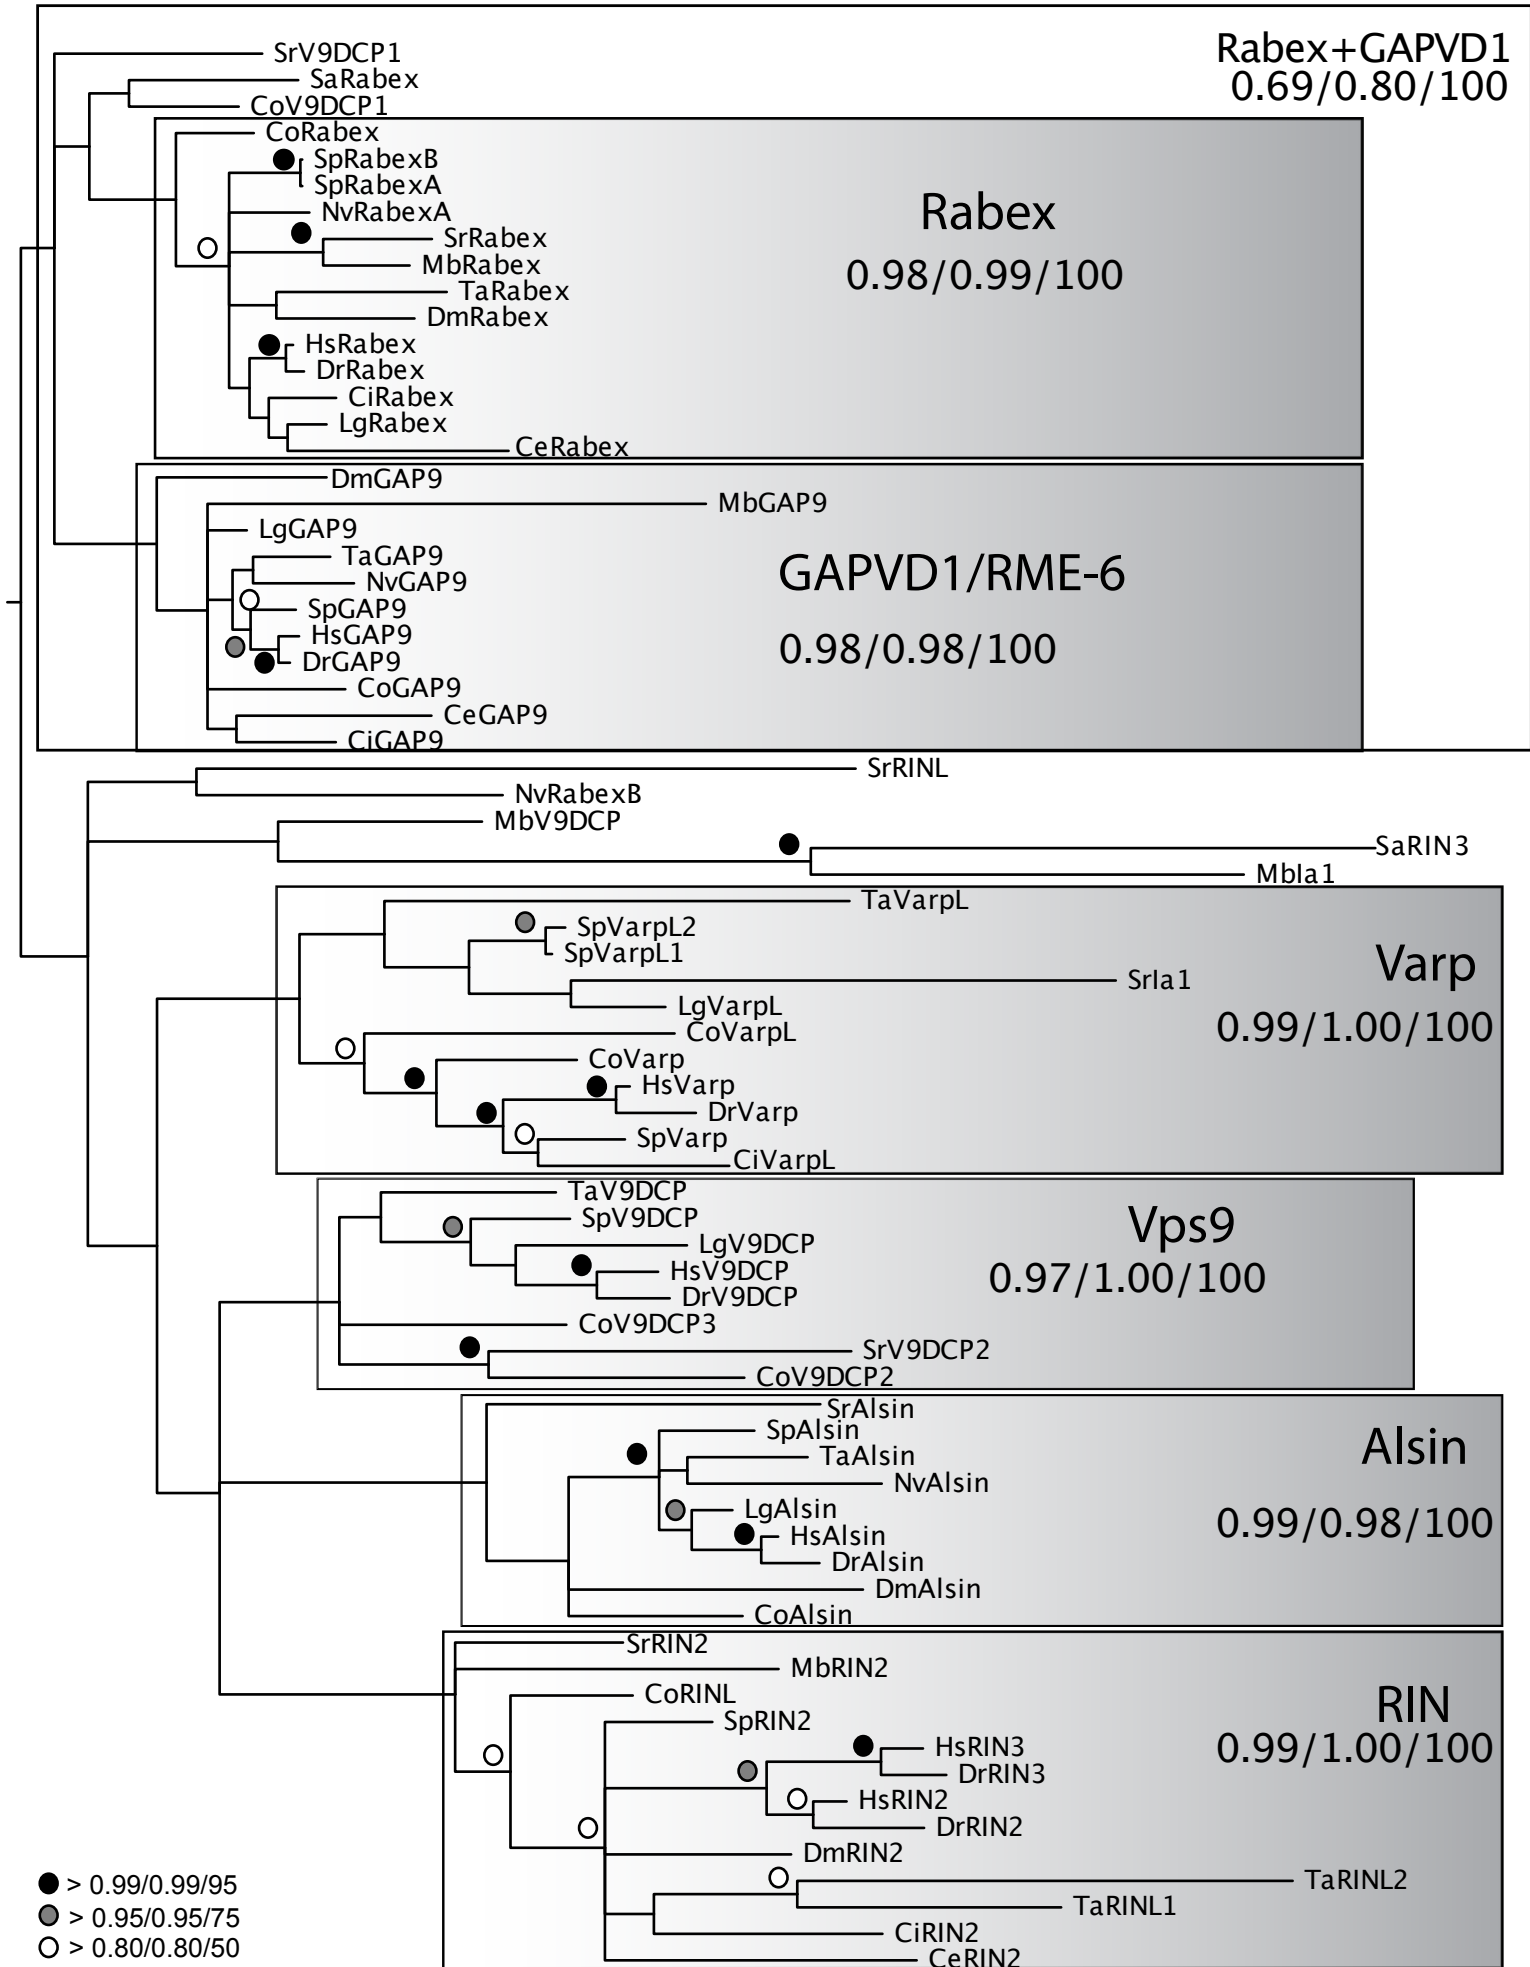 SrV9DCP1
Rabex+GAPVD1
0.69/0.80/100
SaRabex
CoV9DCP1
CoRabex
SpRabexB
SpRabexA
NvRabexA
Rabex
SrRabex
MbRabex
0.98/0.99/100
TaRabex
DmRabex
HsRabex
DrRabex
CiRabex
LgRabex
CeRabex
DmGAP9
MbGAP9
LgGAP9
TaGAP9
GAPVD1/RME-6
NvGAP9
SpGAP9
HsGAP9
0.98/0.98/100
DrGAP9
CoGAP9
CeGAP9
CiGAP9
SrRINL
NvRabexB
MbV9DCP
SaRIN3
MbIa1
TaVarpL
SpVarpL2
SpVarpL1
Varp
SrIa1
LgVarpL
0.99/1.00/100
CoVarpL
CoVarp
HsVarp
DrVarp
SpVarp
CiVarpL
TaV9DCP
SpV9DCP
Vps9
LgV9DCP
HsV9DCP
0.97/1.00/100
DrV9DCP
CoV9DCP3
SrV9DCP2
CoV9DCP2
SrAlsin
SpAlsin
Alsin
TaAlsin
NvAlsin
LgAlsin
0.99/0.98/100
HsAlsin
DrAlsin
DmAlsin
CoAlsin
SrRIN2
MbRIN2
CoRINL
RIN
SpRIN2
HsRIN3
0.99/1.00/100
DrRIN3
HsRIN2
DrRIN2
DmRIN2
TaRINL2
TaRINL1
CiRIN2
CeRIN2
> 0.99/0.99/95
> 0.95/0.95/75
> 0.80/0.80/50